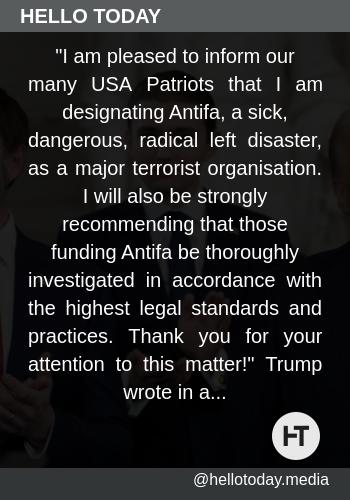 HELLO TODAY
"I am pleased to inform our
many USA Patriots that I am
designating Antifa, a sick,
dangerous, radical left disaster,
as a major terrorist organisation.
I will also be strongly
recommending that those
funding Antifa be thoroughly
investigated in accordance with
the highest legal standards and
practices. Thank you for your
attention to this matter!" Trump
wrote in a...
HT
@hellotoday.media